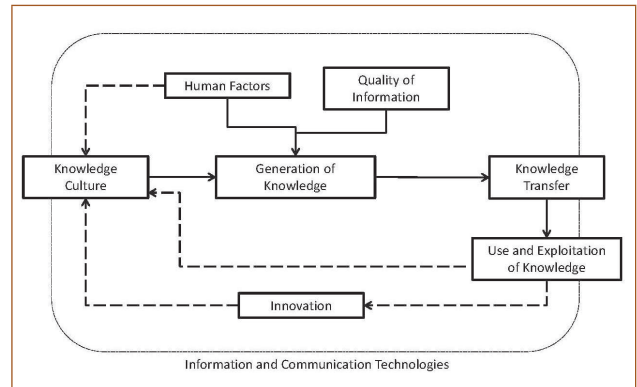 Human Factors
Quality of
Information
Knowledge
Culture
Generation of
Knowledge
Knowledge
Transfer
Use and Exploitation
of Knowledge
Innovation
Information and Communication Technologies